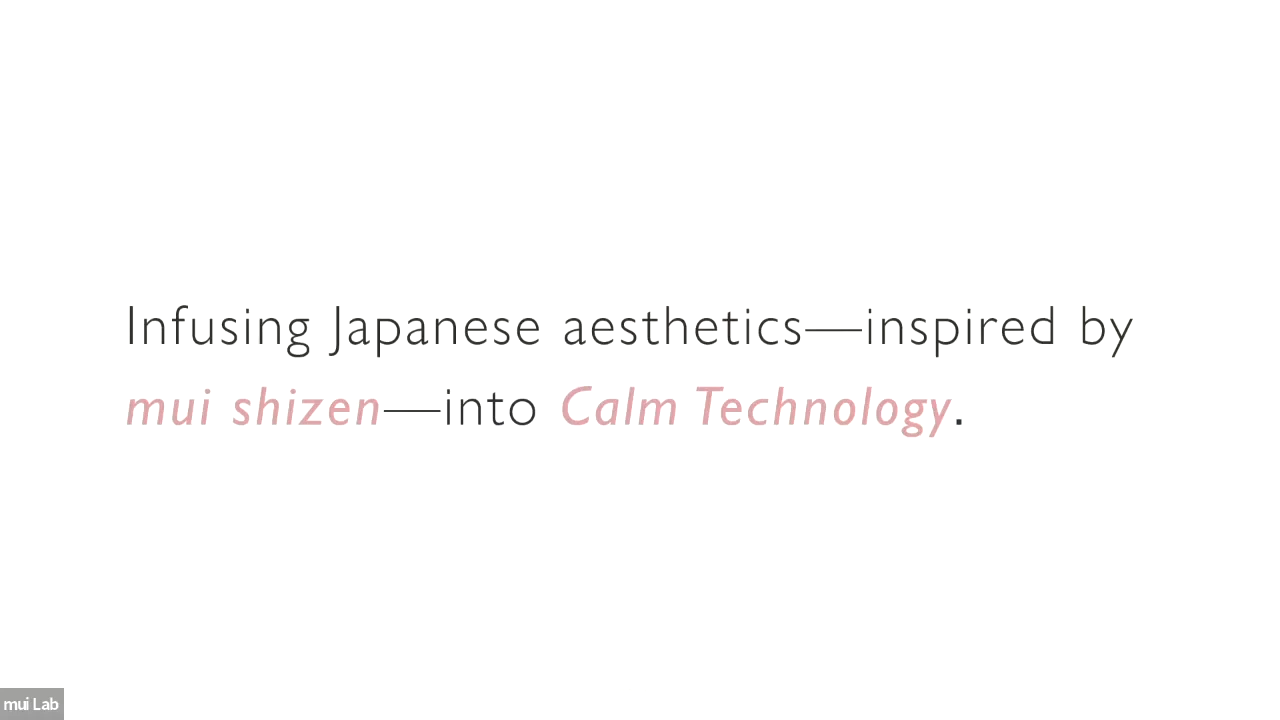 Infusing Japanese aesthetics—inspired by
mui shizen—into Calm Technology.
mui Lab